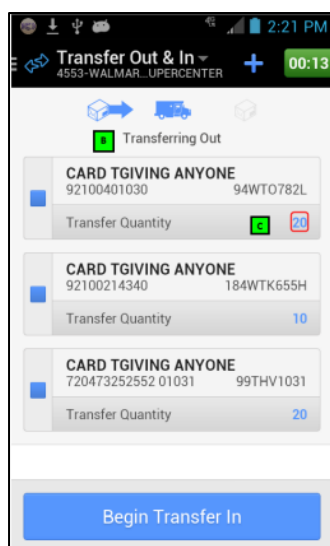 2:21 PM
Transfer Out & In
4553-WALMAR...UPERCENTER
00:13
B Transferring Out
CARD TGIVING ANYONE
92100401030 94WTO782L
Transfer Quantity C 20
CARD TGIVING ANYONE
92100214340 184WTK655H
Transfer Quantity 10
CARD TGIVING ANYONE
720473252552 01031 99THV1031
Transfer Quantity 20
Begin Transfer In